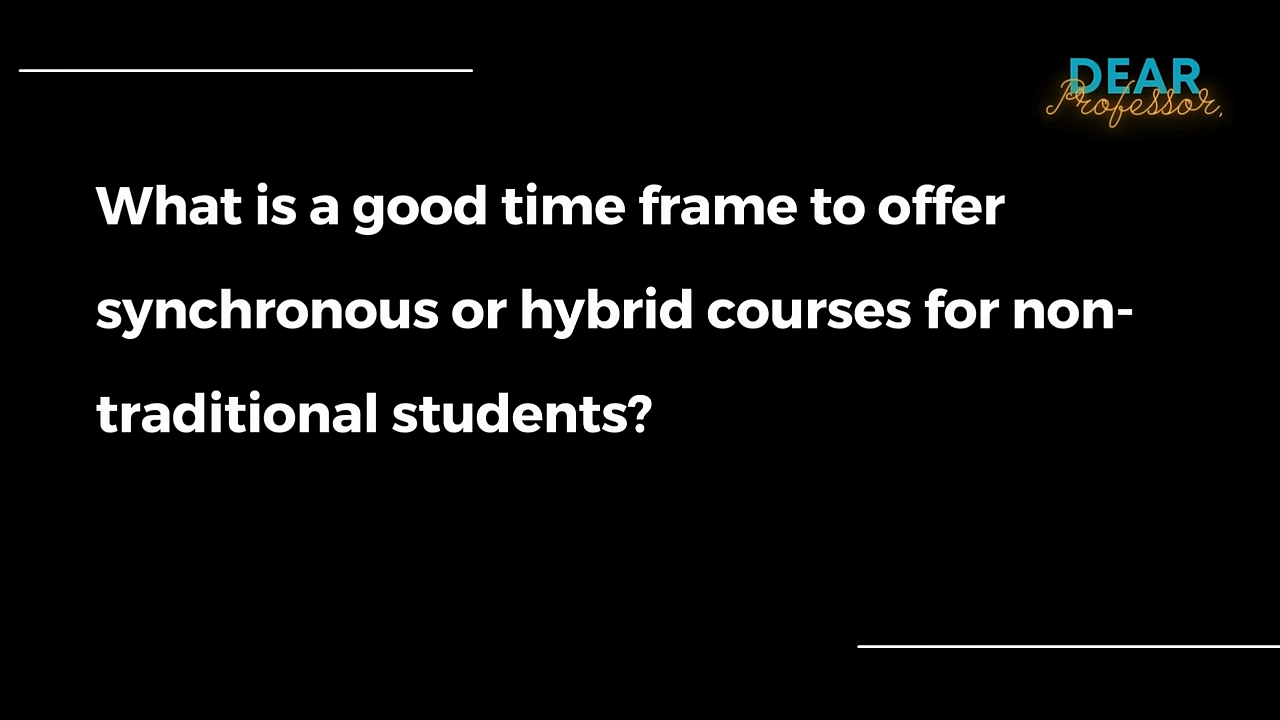 DEAR
Professor,
What is a good time frame to offer
synchronous or hybrid courses for non-
traditional students?